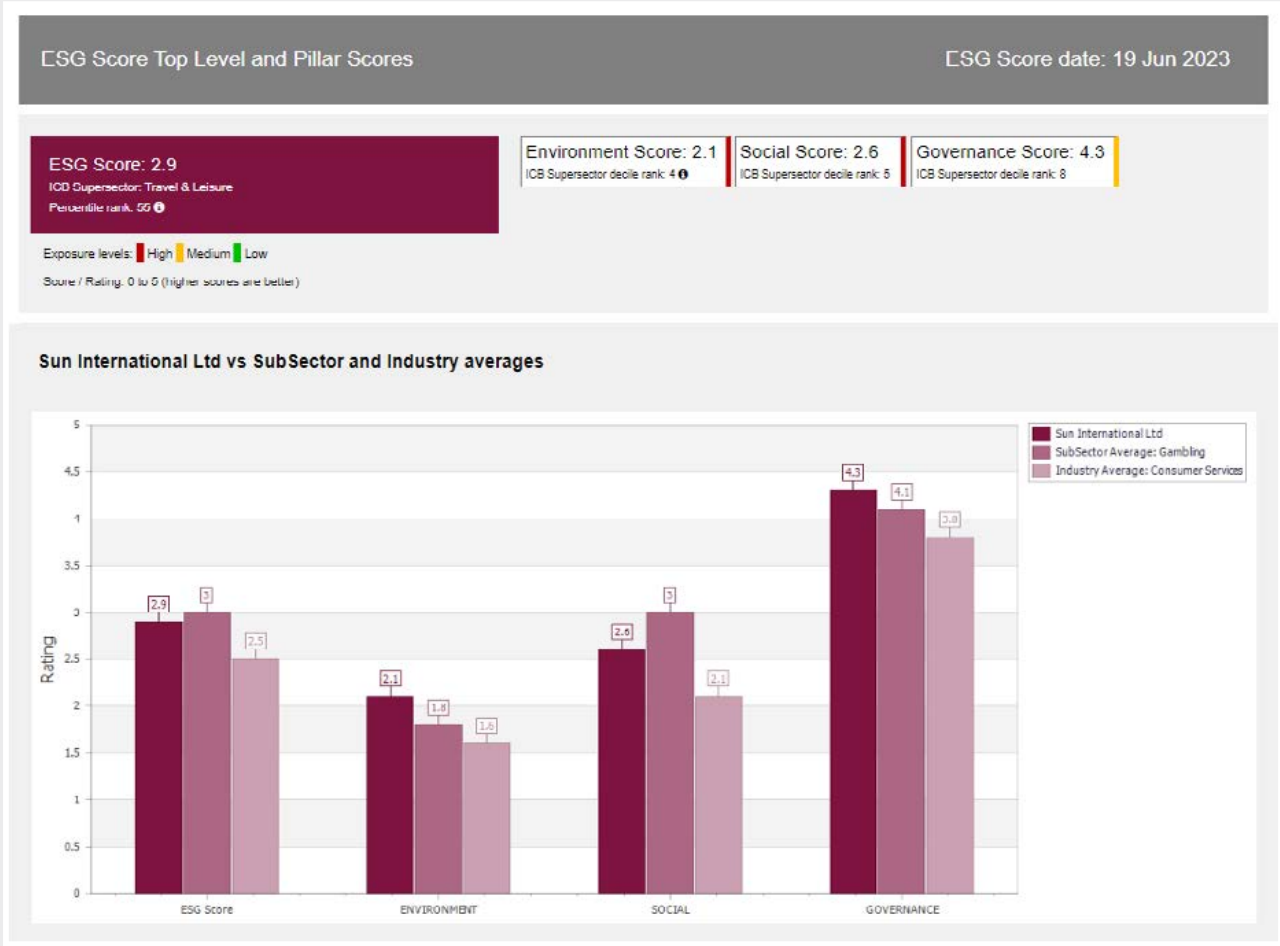 ESG Score Top Level and Pillar Scores
ESG Score date: 19 Jun 2023
ESG Score: 2.9
ICB Supersector: Travel & Leisure
Percentile rank: 55
Environment Score: 2.1
ICB Supersector decile rank: 4
Social Score: 2.6
ICB Supersector decile rank: 5
Governance Score: 4.3
ICB Supersector decile rank: 8
Exposure levels: High Medium Low
Score / Rating: 0 to 5 (higher scores are better)
Sun International Ltd vs SubSector and Industry averages
Sun International Ltd
SubSector Average: Gambling
Industry Average: Consumer Services
Rating
5
4.5
4
3.5
3
2.5
2
1.5
1
0.5
0
2.9
3
2.5
2.1
1.8
1.6
2.6
3
2.1
4.3
4.1
3.8
ESG Score
ENVIRONMENT
SOCIAL
GOVERNANCE